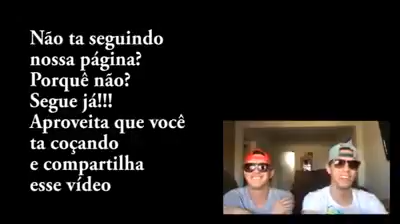 Não ta seguindo
nossa página?
Porquê não?
Segue já!!!
Aproveita que você
ta coçando
e compartilha
esse vídeo